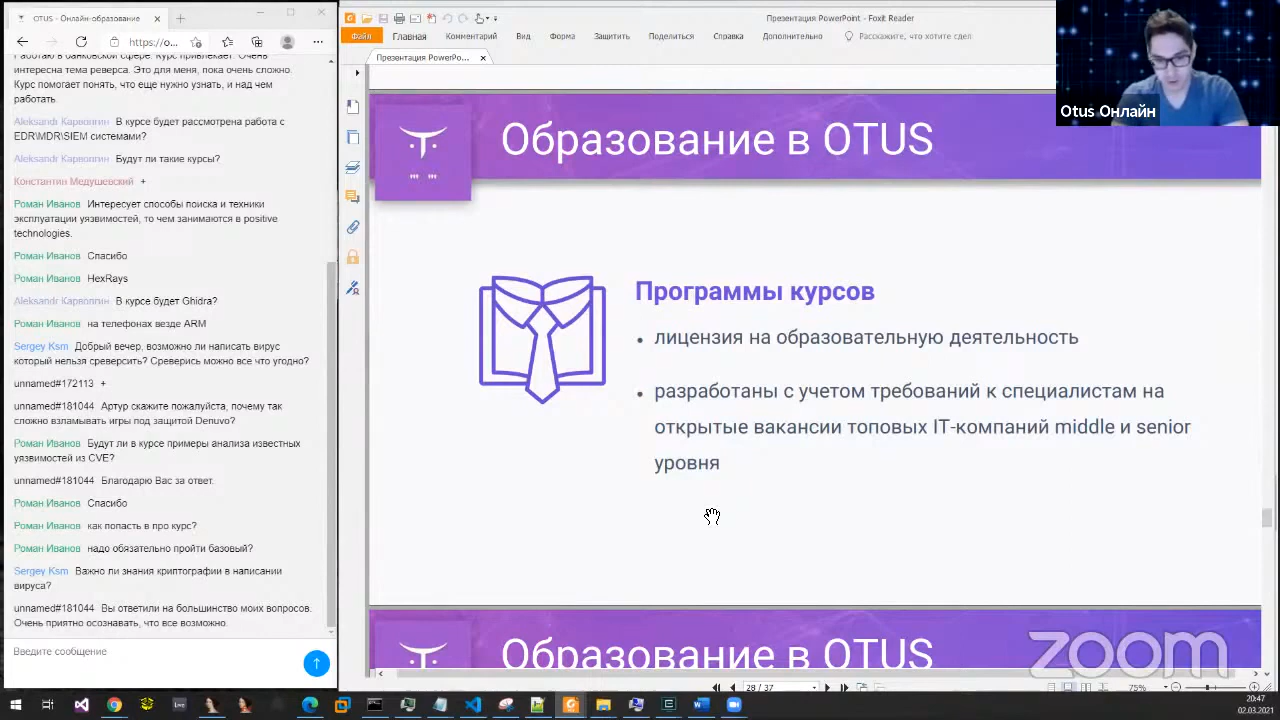 OTUS - Онлайн-образование
https://o...
Работаю в банковской сфере. Курс привлекает. Очень
интересна тема реверса. Это для меня, пока очень сложно.
Курс помогает понять, что еще нужно узнать, и над чем
работать.
Aleksandr Карволгин В курсе будет рассмотрена работа с
EDR\MDR\SIEM системами?
Aleksandr Карволгин Будут ли такие курсы?
Константин Медушевский +
Роман Иванов Интересует способы поиска и техники
эксплуатации уязвимостей, то чем занимаются в positive
technologies.
Роман Иванов Спасибо
Роман Иванов HexRays
Aleksandr Карволгин В курсе будет Ghidra?
Роман Иванов на телефонах везде ARM
Sergey Ksm Добрый вечер, возможно ли написать вирус
который нельзя среверсить? Среверись можно все что угодно?
unnamed#172113 +
unnamed#181044 Артур скажите пожалуйста, почему так
сложно взламывать игры под защитой Denuvo?
Роман Иванов Будут ли в курсе примеры анализа известных
уязвимостей из CVE?
unnamed#181044 Благодарю Вас за ответ.
Роман Иванов Спасибо
Роман Иванов как попасть в про курс?
Роман Иванов надо обязательно пройти базовый?
Sergey Ksm Важно ли знания криптографии в написании
вируса?
unnamed#181044 Вы ответили на большинство моих вопросов.
Очень приятно осознавать, что все возможно.
Введите сообщение
Презентация PowerPoint - Foxit Reader
Файл Главная Комментарий Вид Форма Защитить Поделиться Справка Дополнительно Расскажите, что хотите сдел
Презентация PowerPo...
Otus Онлайн
Образование в OTUS
Программы курсов
• лицензия на образовательную деятельность
• разработаны с учетом требований к специалистам на
открытые вакансии топовых IT-компаний middle и senior
уровня
Образование в OTUS
zoom
28 / 37
75%
20:47
02.03.2021